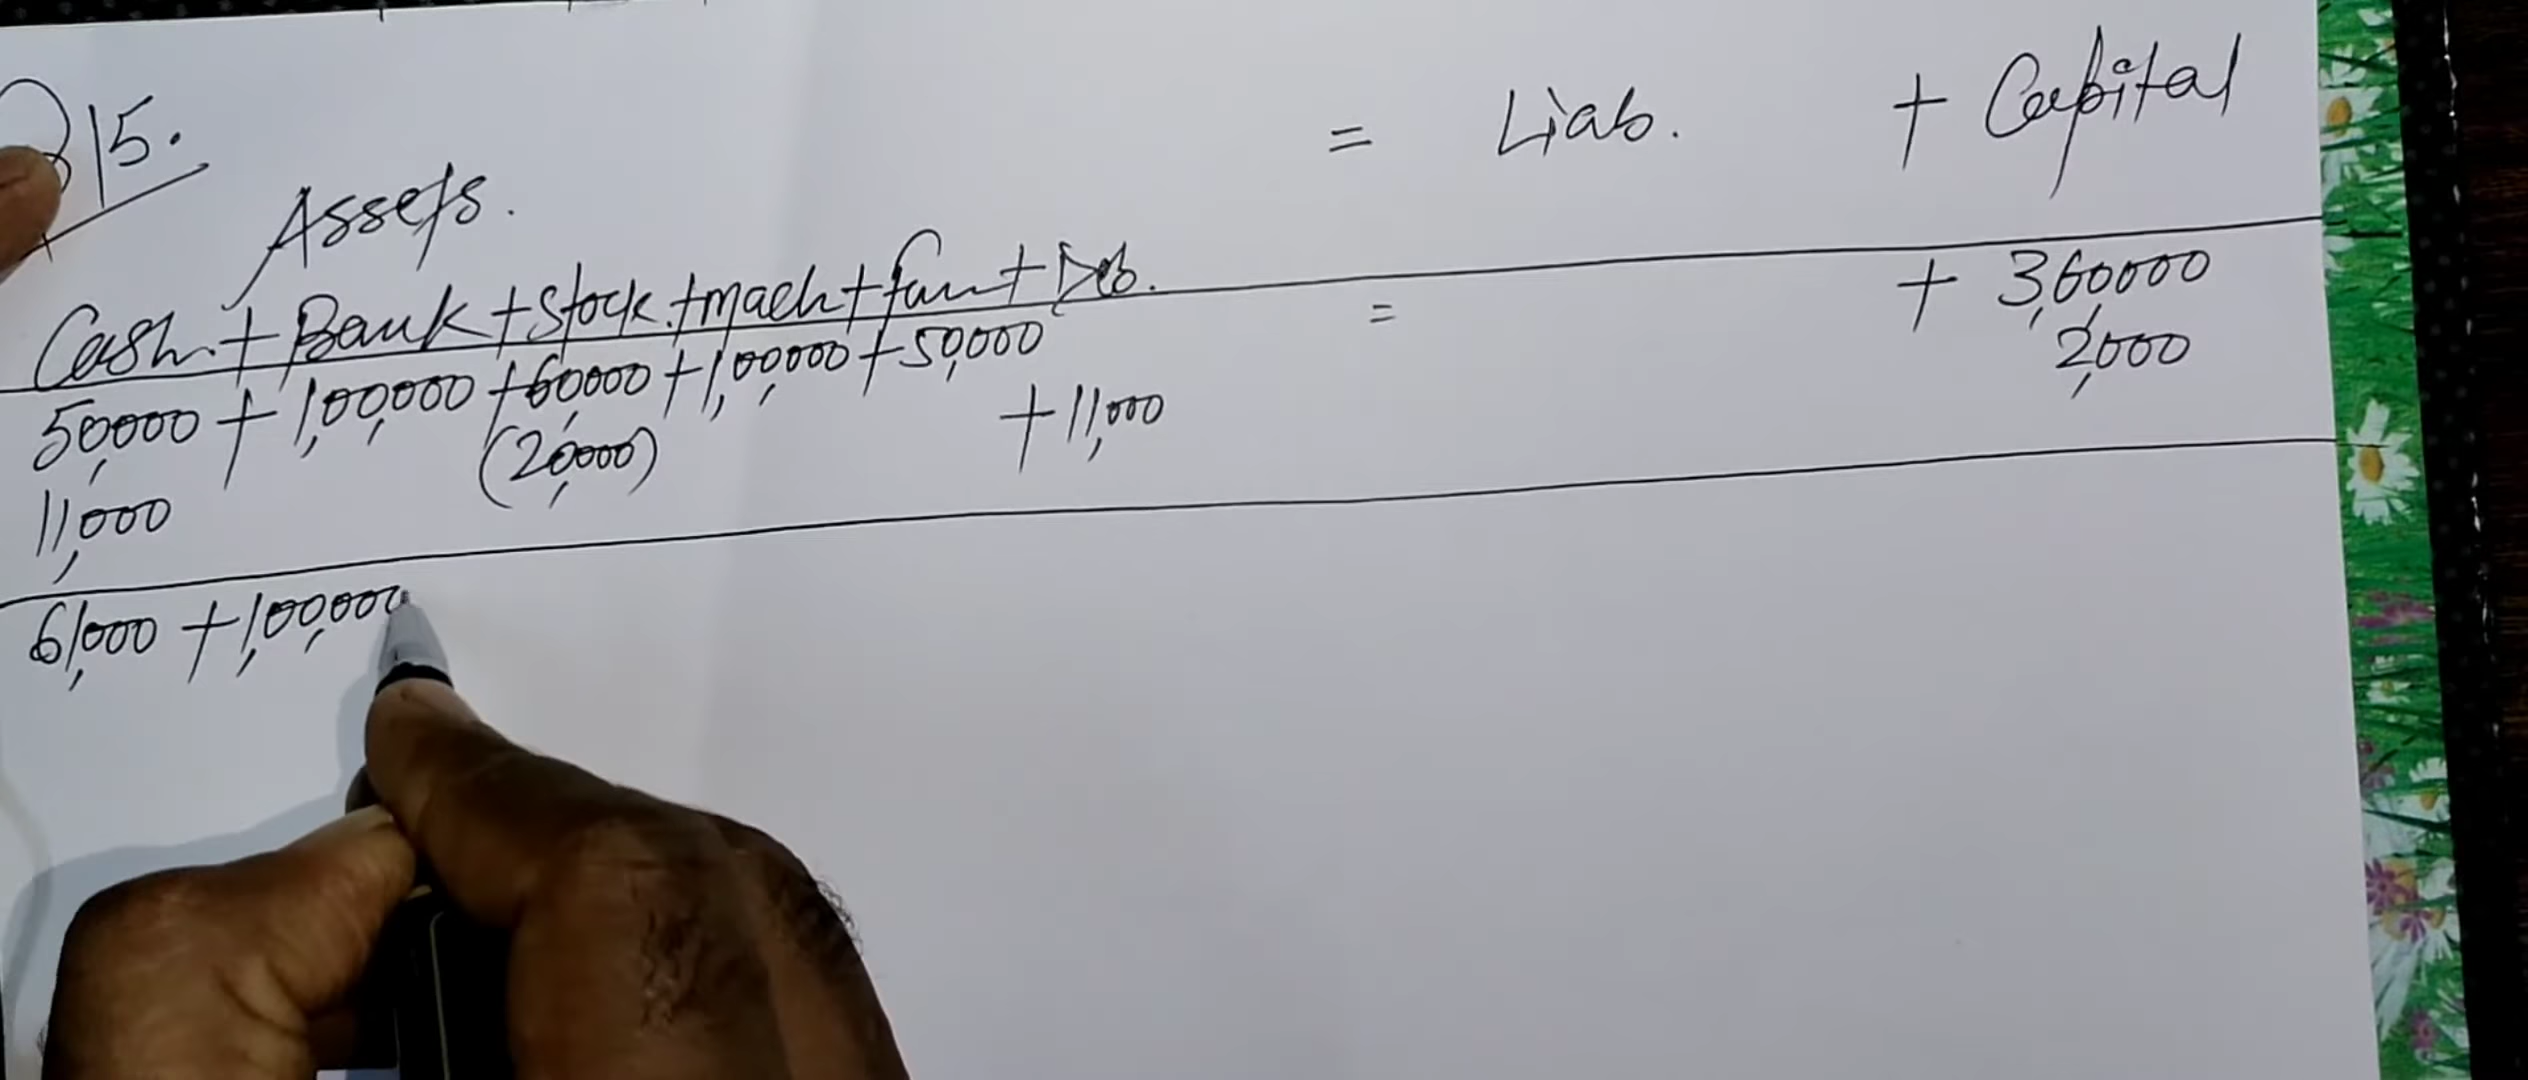 Q15.
Assets. = Liab. + Capital
Cash + Bank + Stock + mach + furn + Deb.
50,000 + 1,00,000 + 60,000 + 1,00,000 + 50,000 = + 3,60,000
11,000 (20,000) + 11,000 2,000
61,000 + 1,00,000